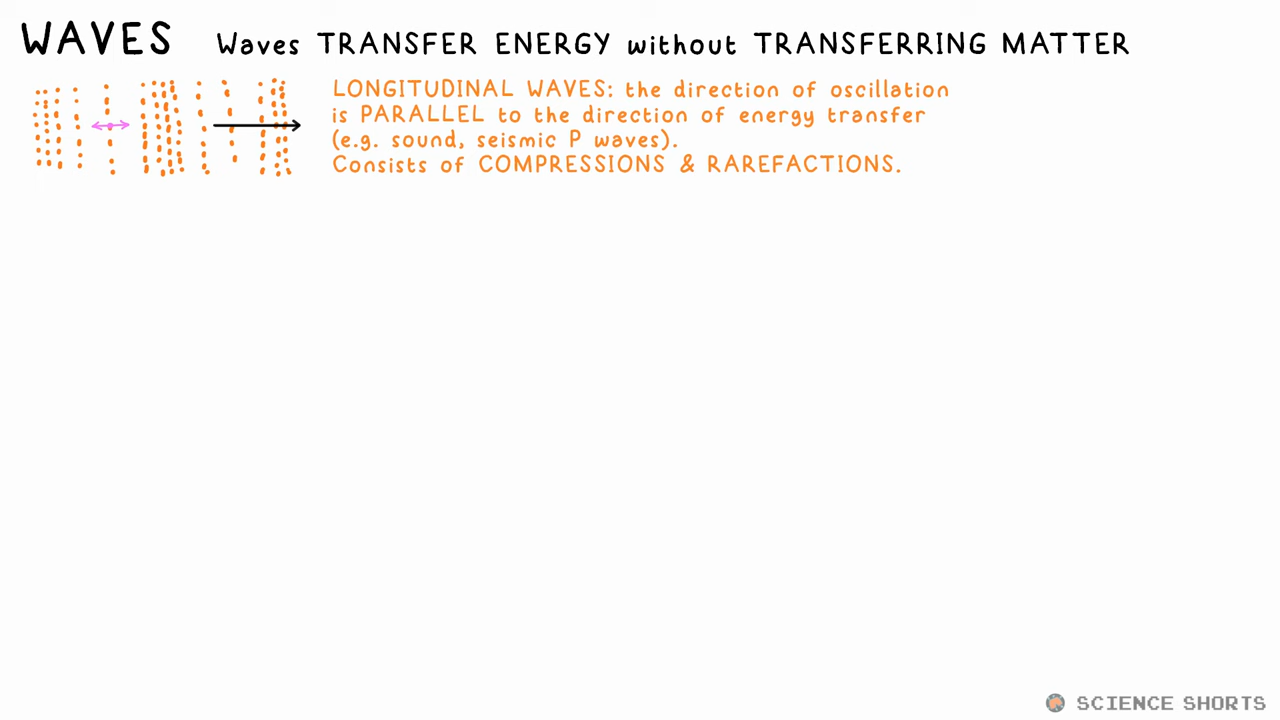 WAVES Waves TRANSFER ENERGY without TRANSFERRING MATTER
LONGITUDINAL WAVES: the direction of oscillation
is PARALLEL to the direction of energy transfer
(e.g. sound, seismic P waves).
Consists of COMPRESSIONS & RAREFACTIONS.
SCIENCE SHORTS